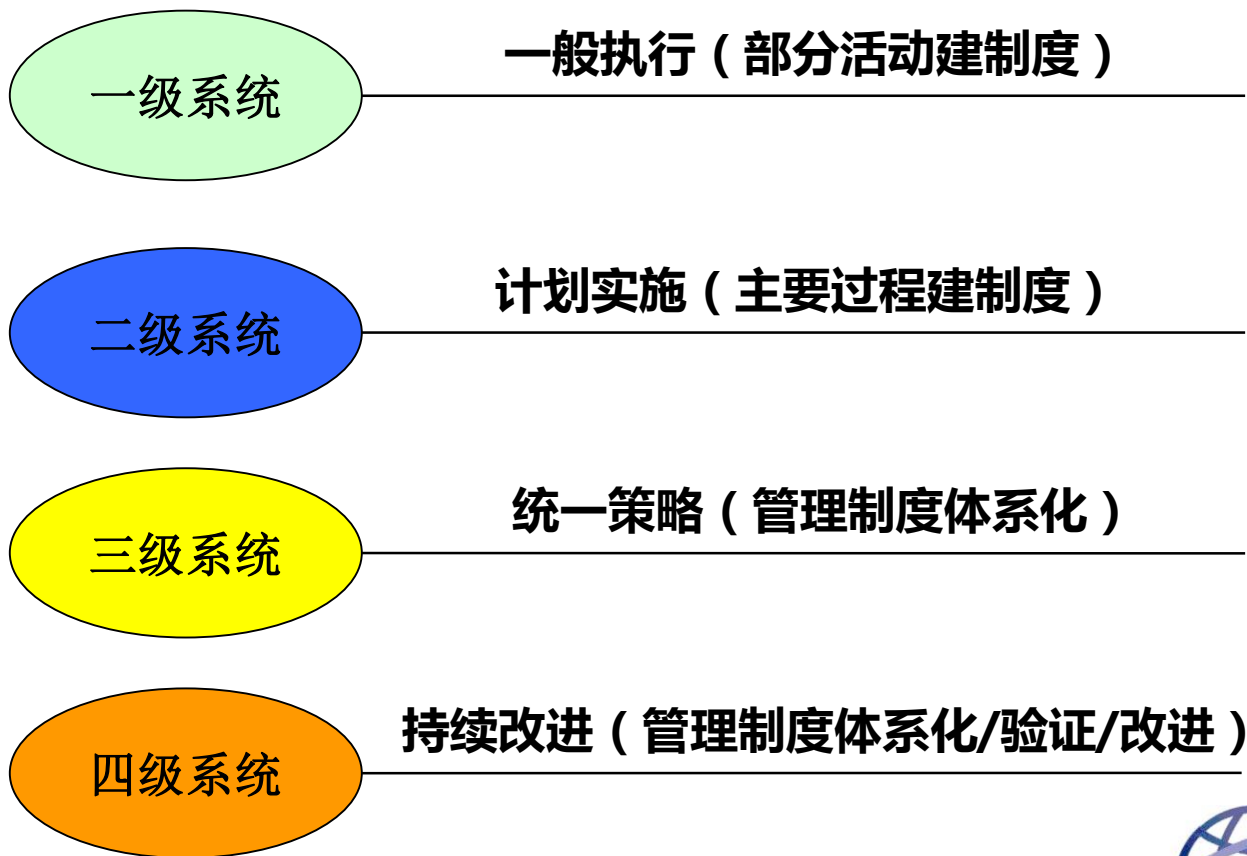 一级系统
一般执行（部分活动建制度）
二级系统
计划实施（主要过程建制度）
三级系统
统一策略（管理制度体系化）
四级系统
持续改进（管理制度体系化/验证/改进）